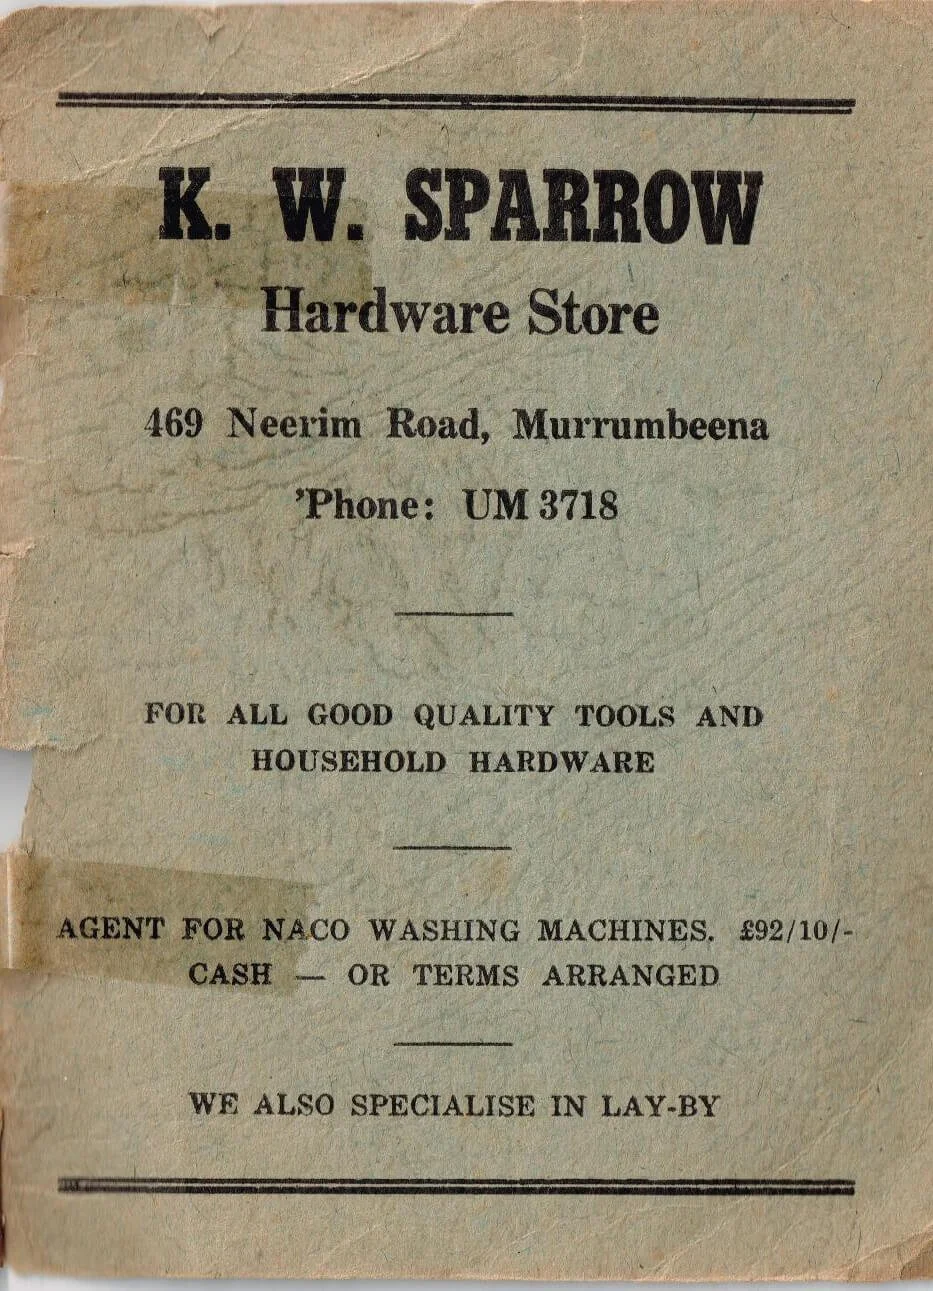 K. W. SPARROW
Hardware Store
469 Neerim Road, Murrumbeena
'Phone: UM 3718
FOR ALL GOOD QUALITY TOOLS AND
HOUSEHOLD HARDWARE
AGENT FOR NACO WASHING MACHINES. £92/10/-
CASH — OR TERMS ARRANGED
WE ALSO SPECIALISE IN LAY-BY